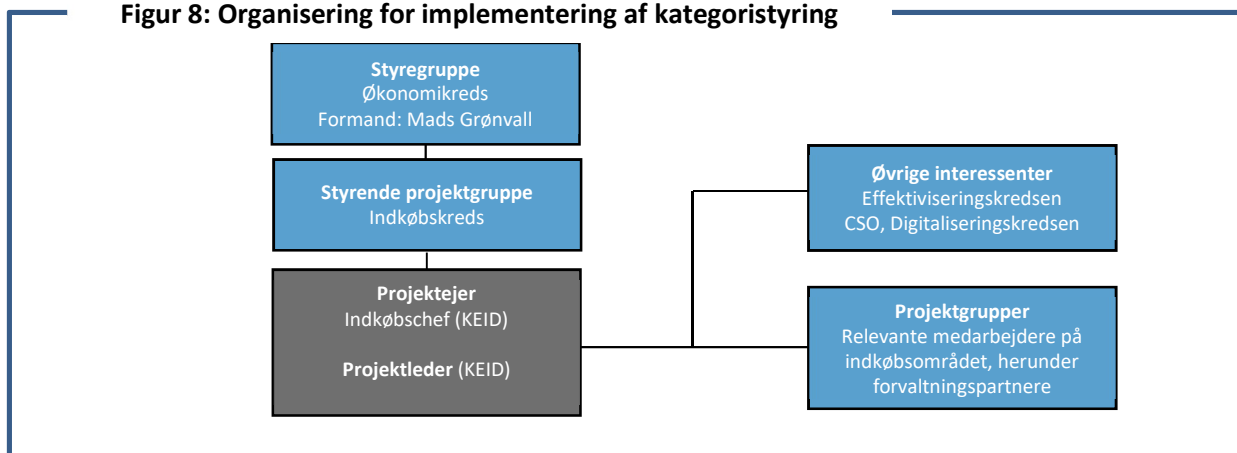 Figur 8: Organisering for implementering af kategoristyring
Styregruppe
Økonomikreds
Formand: Mads Grønvall
Styrende projektgruppe
Indkøbskreds
Projektejer
Indkøbschef (KEID)
Projektleder (KEID)
Øvrige interessenter
Effektiviseringskredsen
CSO, Digitaliseringskredsen
Projektgrupper
Relevante medarbejdere på
indkøbsområdet, herunder
forvaltningspartnere